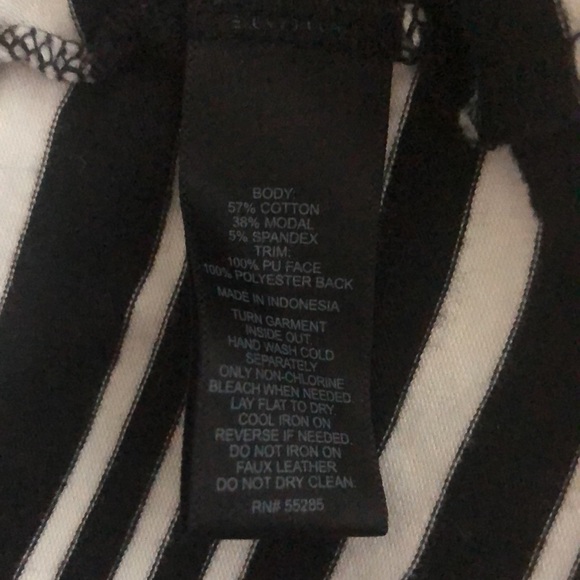 BODY:
57% COTTON
38% MODAL
5% SPANDEX
TRIM:
100% PU FACE
100% POLYESTER BACK
MADE IN INDONESIA
TURN GARMENT
INSIDE OUT
HAND WASH COLD
SEPARATELY
ONLY NON-CHLORINE
BLEACH WHEN NEEDED.
LAY FLAT TO DRY
COOL IRON ON
REVERSE IF NEEDED.
DO NOT IRON ON
FAUX LEATHER
DO NOT DRY CLEAN.
RN# 55285